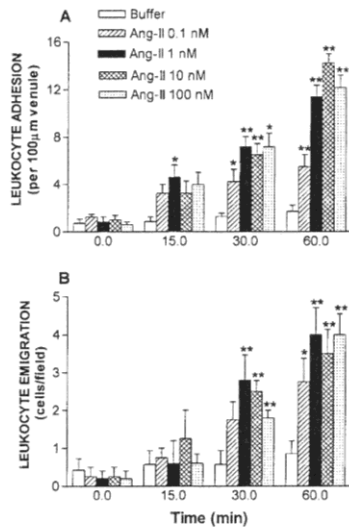 A
Buffer
Ang-II 0.1 nM
Ang-II 1 nM
Ang-II 10 nM
Ang-II 100 nM
LEUKOCYTE ADHESION
(per 100µm venule)
16
12
8
4
0
*
* ** ** *
** ** ** **
0.0 15.0 30.0 60.0
B
LEUKOCYTE EMIGRATION
(cells/field)
5
4
3
2
1
0
** ** **
* ** ** **
0.0 15.0 30.0 60.0
Time (min)